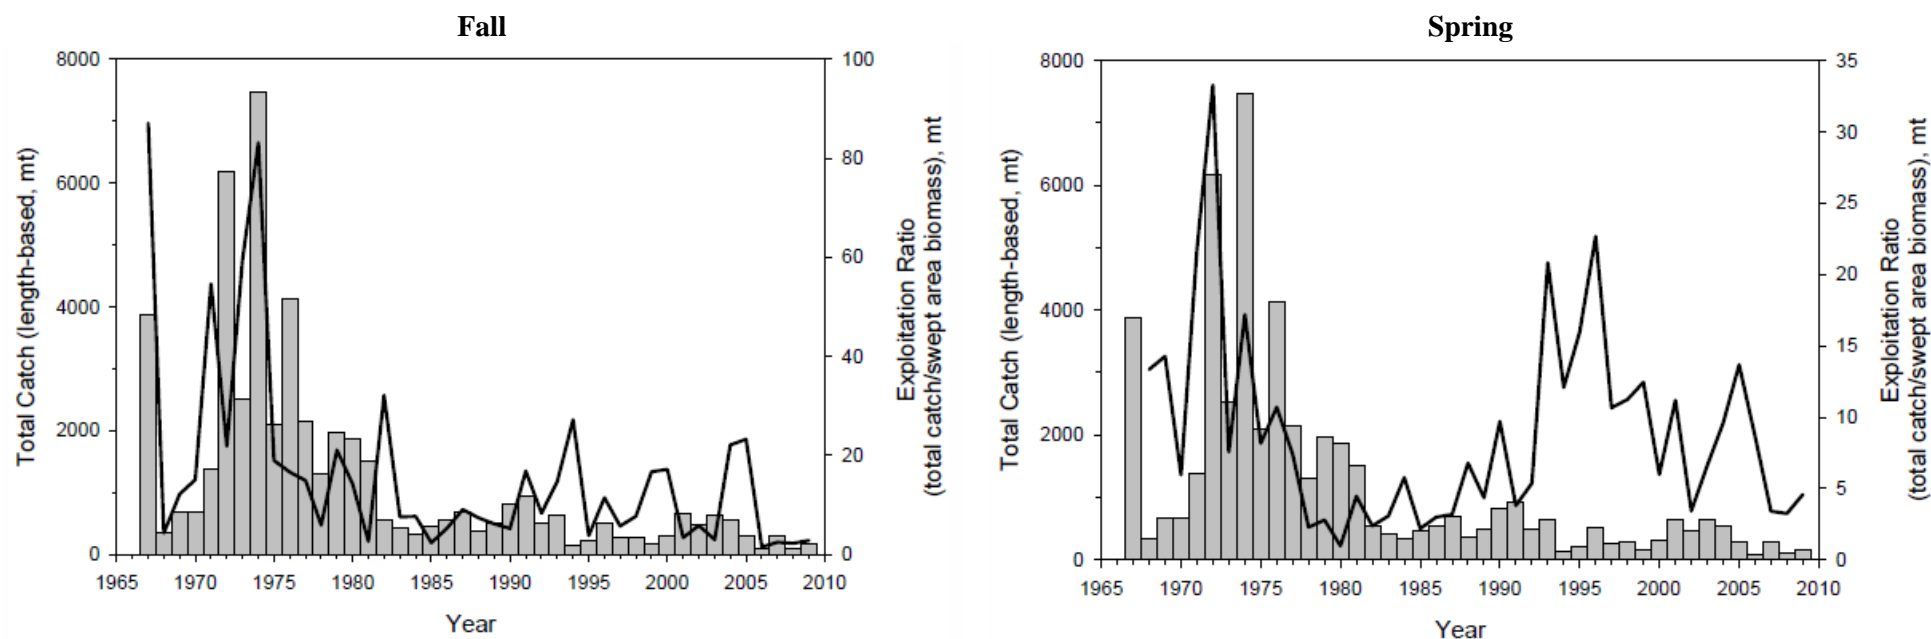 Fall
8000
6000
4000
2000
0
Total Catch (length-based, mt)
100
80
60
40
20
0
Exploitation Ratio
(total catch/swept area biomass), mt
1965 1970 1975 1980 1985 1990 1995 2000 2005 2010
Year
Spring
8000
6000
4000
2000
0
Total Catch (length-based, mt)
35
30
25
20
15
10
5
0
Exploitation Ratio
(total catch/swept area biomass), mt
1965 1970 1975 1980 1985 1990 1995 2000 2005 2010
Year